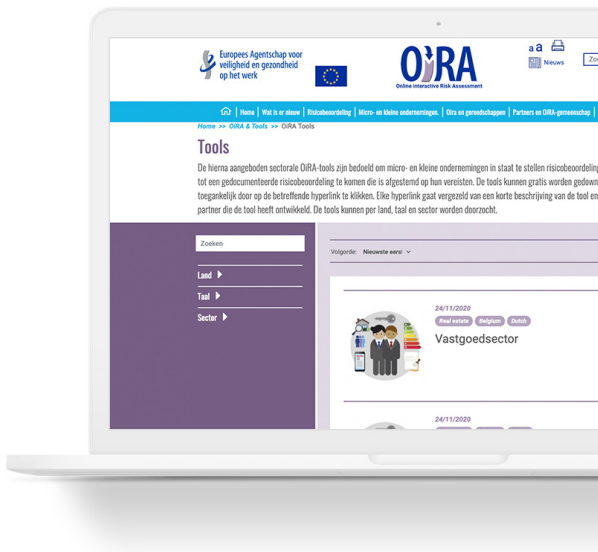 Europees Agentschap voor
veiligheid en gezondheid
op het werk
OiRA
Online interactive Risk Assessment
a a
Nieuws
Home | Wat is er nieuw | Risicobeoordeling | Micro- en kleine ondernemingen. | Oira en gereedschappen | Partners en OiRA-gemeenschap |
Home >> OiRA & Tools >> OiRA Tools
Tools
De hierna aangeboden sectorale OiRA-tools zijn bedoeld om micro- en kleine ondernemingen in staat te stellen risicobeoordeling
tot een gedocumenteerde risicobeoordeling te komen die is afgestemd op hun vereisten. De tools kunnen gratis worden gedown
toegankelijk door op de betreffende hyperlink te klikken. Elke hyperlink gaat vergezeld van een korte beschrijving van de tool en
partner die de tool heeft ontwikkeld. De tools kunnen per land, taal en sector worden doorzocht.
Zoeken
Land
Taal
Sector
Volgorde: Nieuwste eerst
24/11/2020
Real estate Belgium Dutch
Vastgoedsector
24/11/2020